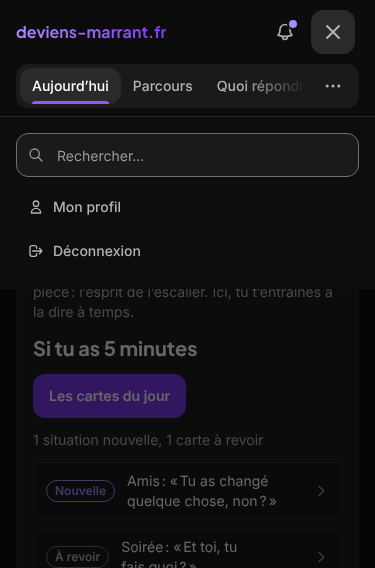 deviens-marrant.fr
Aujourd’hui
Parcours
Quoi répondr
Rechercher…
Mon profil
Déconnexion
pièce : l’esprit de l’escalier. Ici, tu t’entraînes à
la dire à temps.
Si tu as 5 minutes
Les cartes du jour
1 situation nouvelle, 1 carte à revoir
Nouvelle
Amis : « Tu as changé
quelque chose, non ? »
À revoir
Soirée : « Et toi, tu
fais quoi ? »